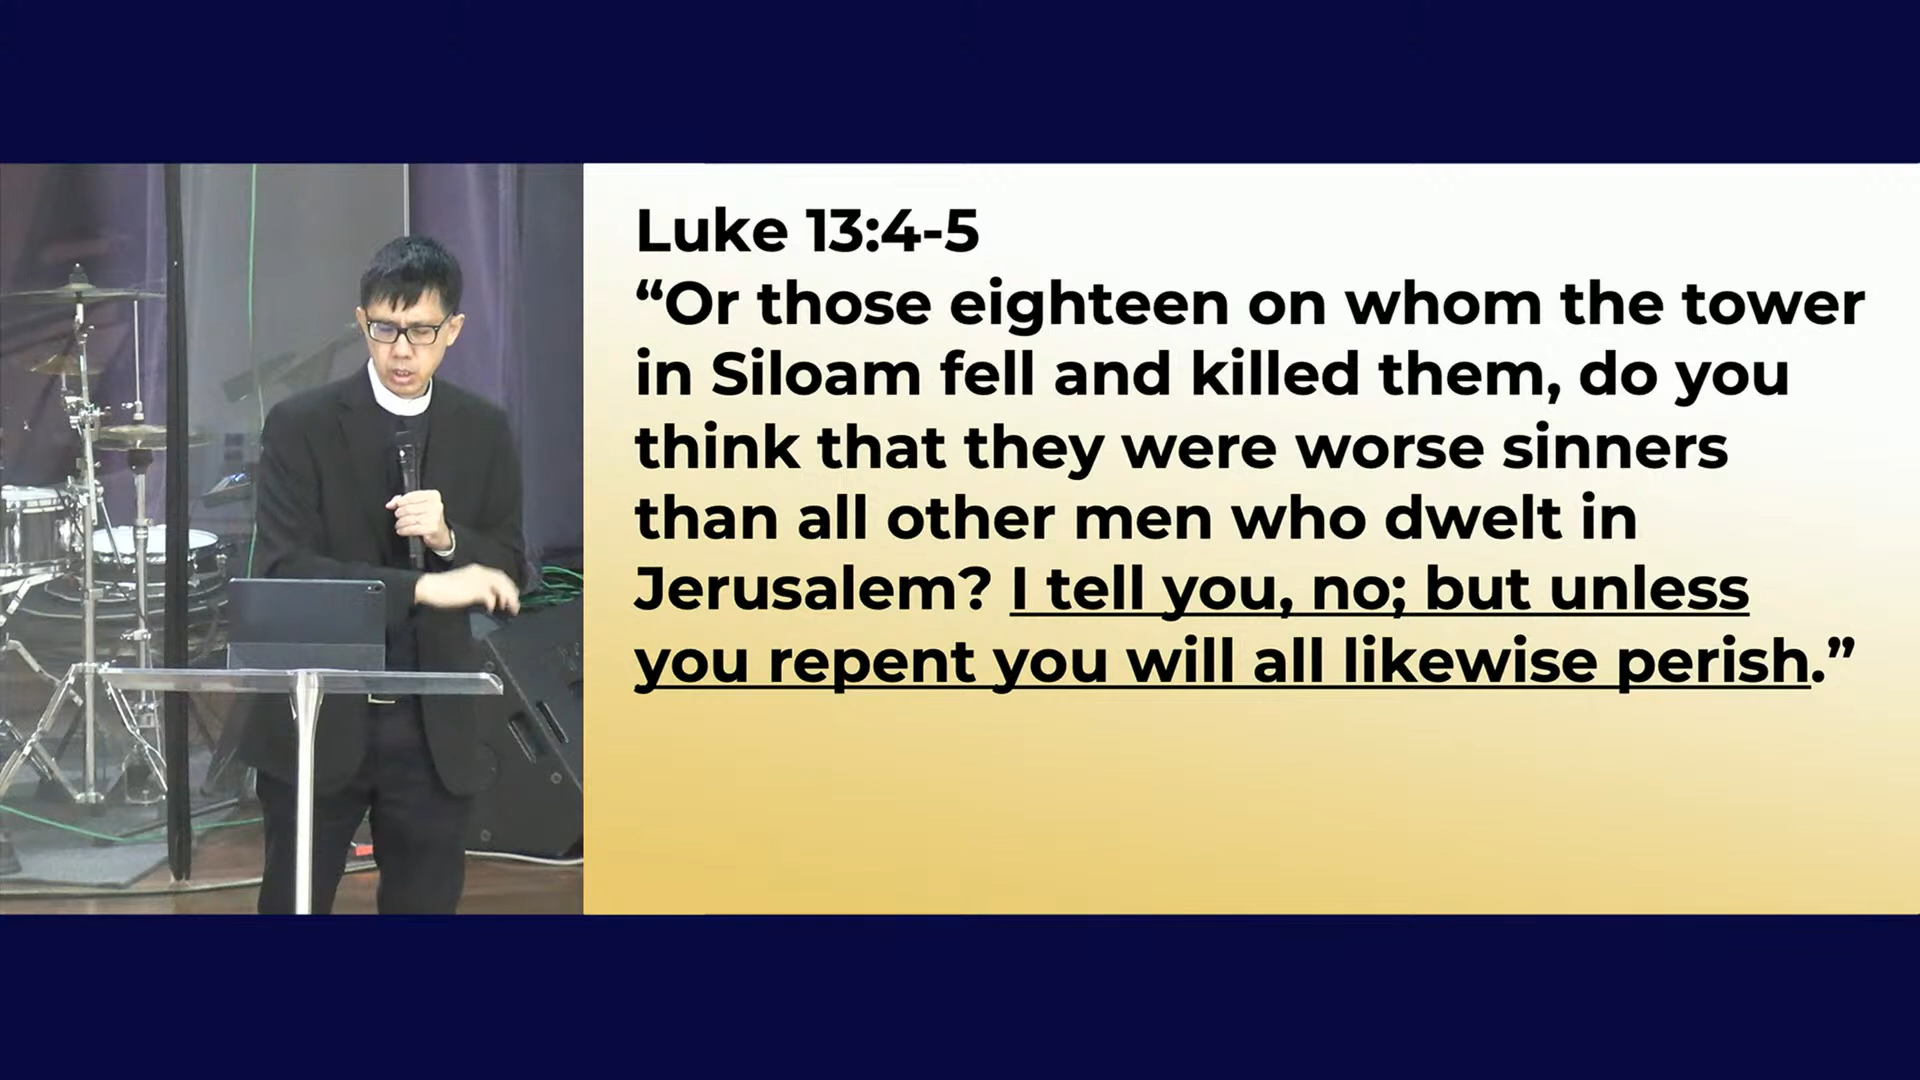 Luke 13:4-5
“Or those eighteen on whom the tower
in Siloam fell and killed them, do you
think that they were worse sinners
than all other men who dwelt in
Jerusalem? I tell you, no; but unless
you repent you will all likewise perish.”